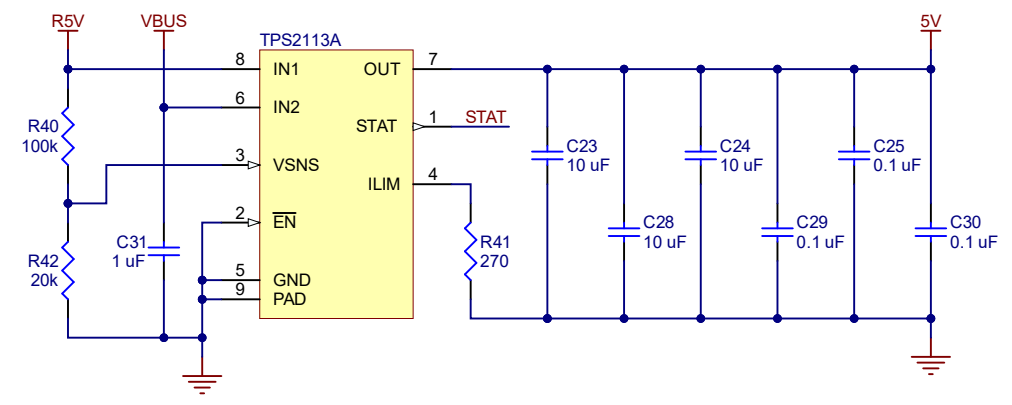 R5V
VBUS
5V
TPS2113A
8
IN1
OUT
7
6
IN2
STAT
1
STAT
R40
100k
3
VSNS
ILIM
4
C23
10 uF
C24
10 uF
C25
0.1 uF
2
EN
C31
1 uF
R41
270
C28
10 uF
C29
0.1 uF
C30
0.1 uF
R42
20k
5
GND
9
PAD